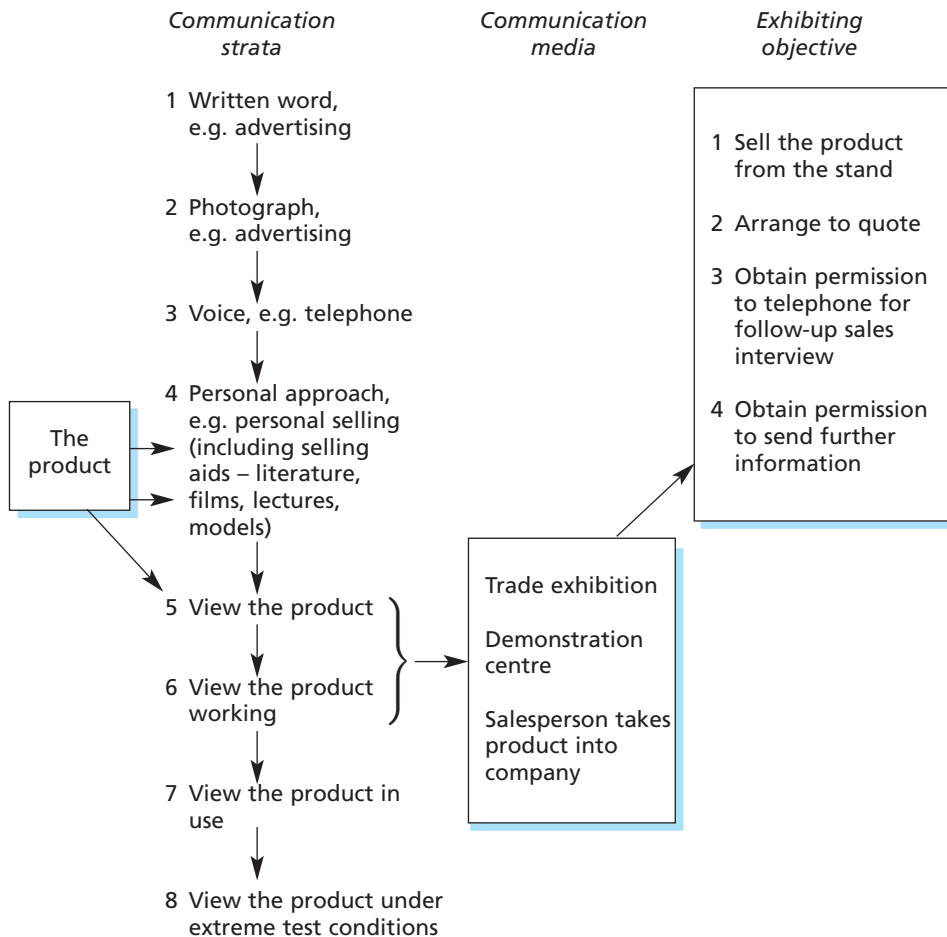 Communication
strata
Communication
media
Exhibiting
objective
1 Written word,
e.g. advertising
2 Photograph,
e.g. advertising
3 Voice, e.g. telephone
4 Personal approach,
e.g. personal selling
(including selling
aids – literature,
films, lectures,
models)
The
product
5 View the product
6 View the product
working
7 View the product in
use
8 View the product under
extreme test conditions
Trade exhibition
Demonstration
centre
Salesperson takes
product into
company
1 Sell the product
from the stand
2 Arrange to quote
3 Obtain permission
to telephone for
follow-up sales
interview
4 Obtain permission
to send further
information